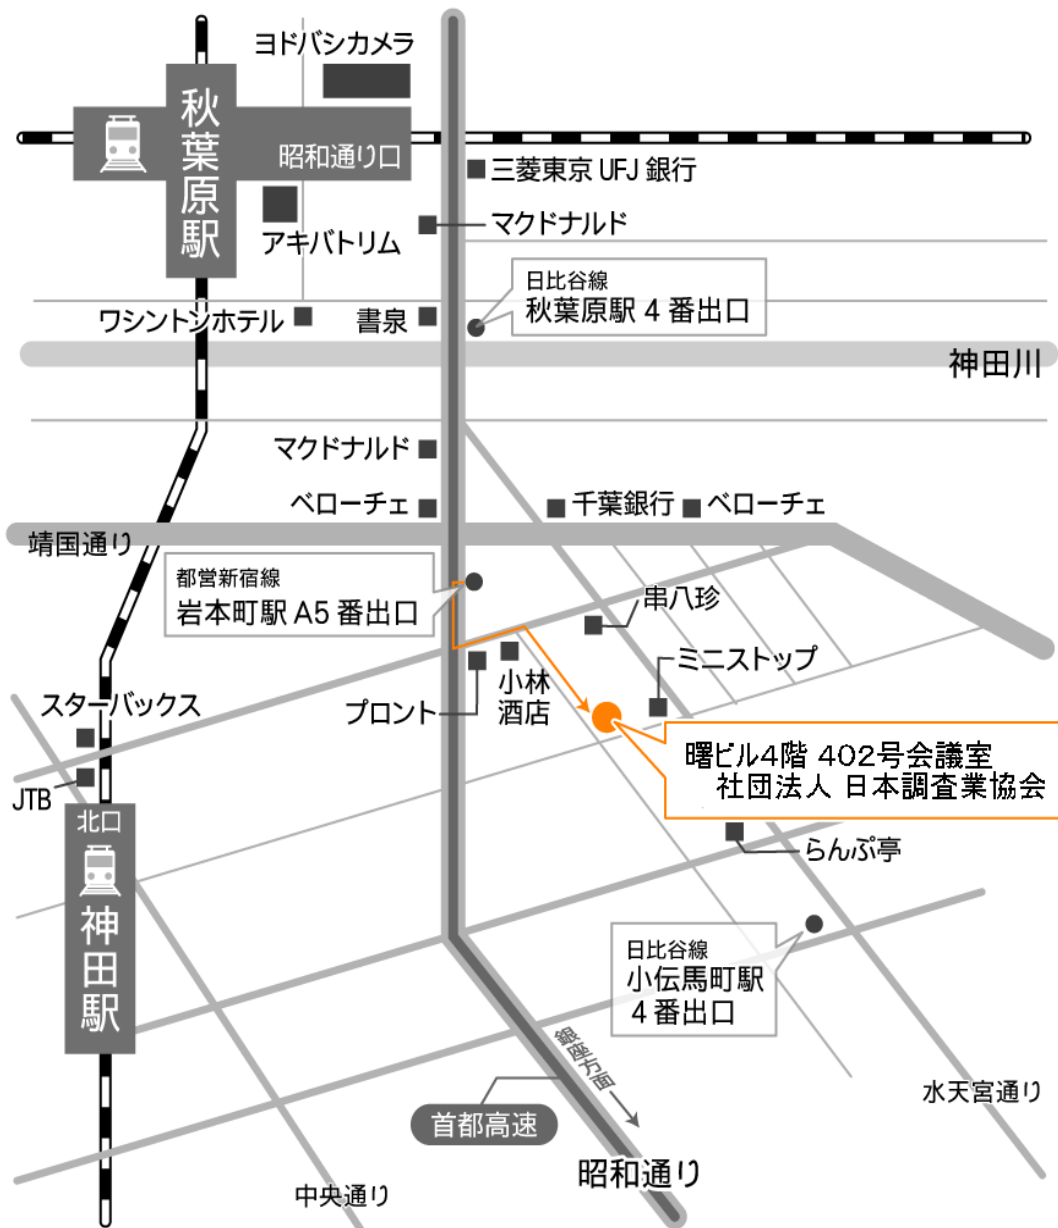 ヨドバシカメラ
秋葉原駅
昭和通り口
三菱東京 UFJ 銀行
アキバトリム
マクドナルド
日比谷線
秋葉原駅 4 番出口
ワシントンホテル
書泉
神田川
マクドナルド
ベローチェ
千葉銀行
ベローチェ
靖国通り
都営新宿線
岩本町駅 A5 番出口
串八珍
ミニストップ
小林
酒店
プロント
スターバックス
JTB
曙ビル4階 402号会議室
社団法人 日本調査業協会
北口
神田駅
らんぷ亭
日比谷線
小伝馬町駅
4 番出口
銀座方面
水天宮通り
首都高速
昭和通り
中央通り